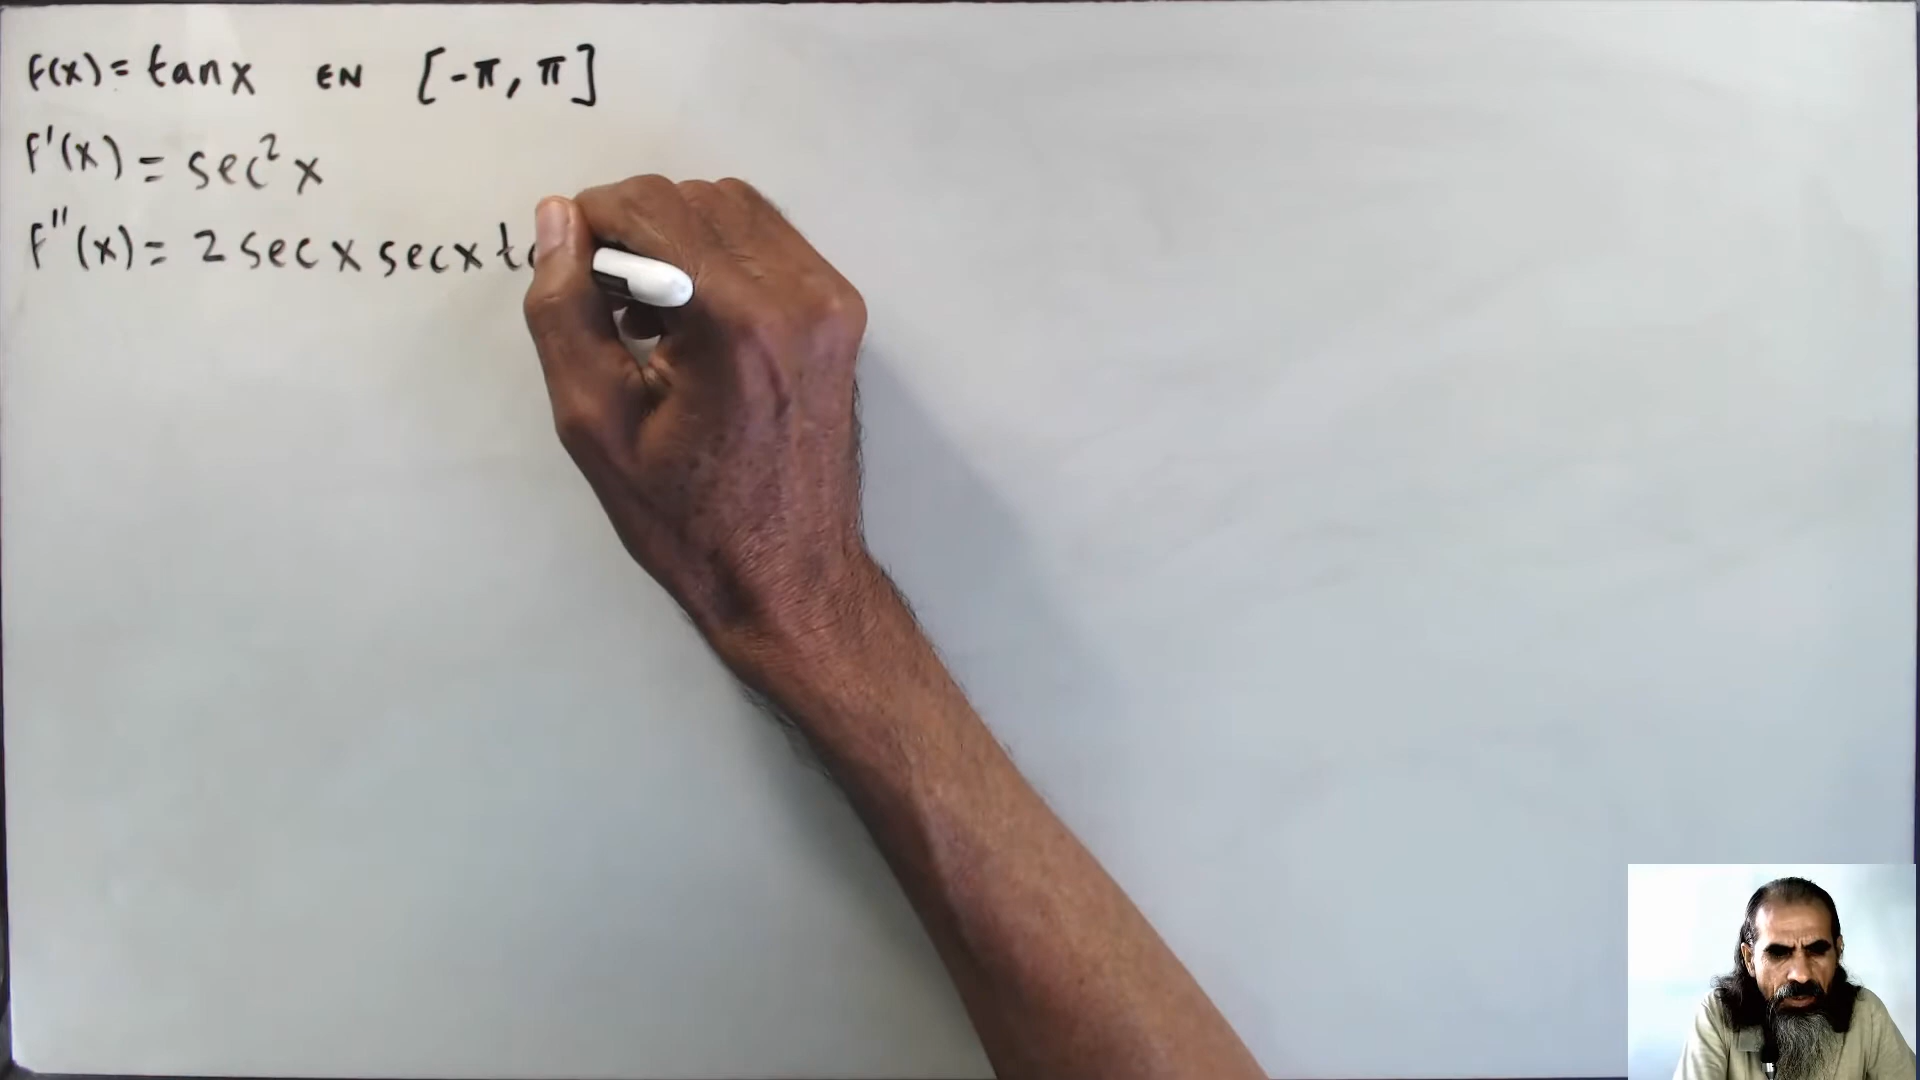 F(x) = tan x EN [-π, π]
F'(x) = sec² x
F''(x) = 2 sec x sec x